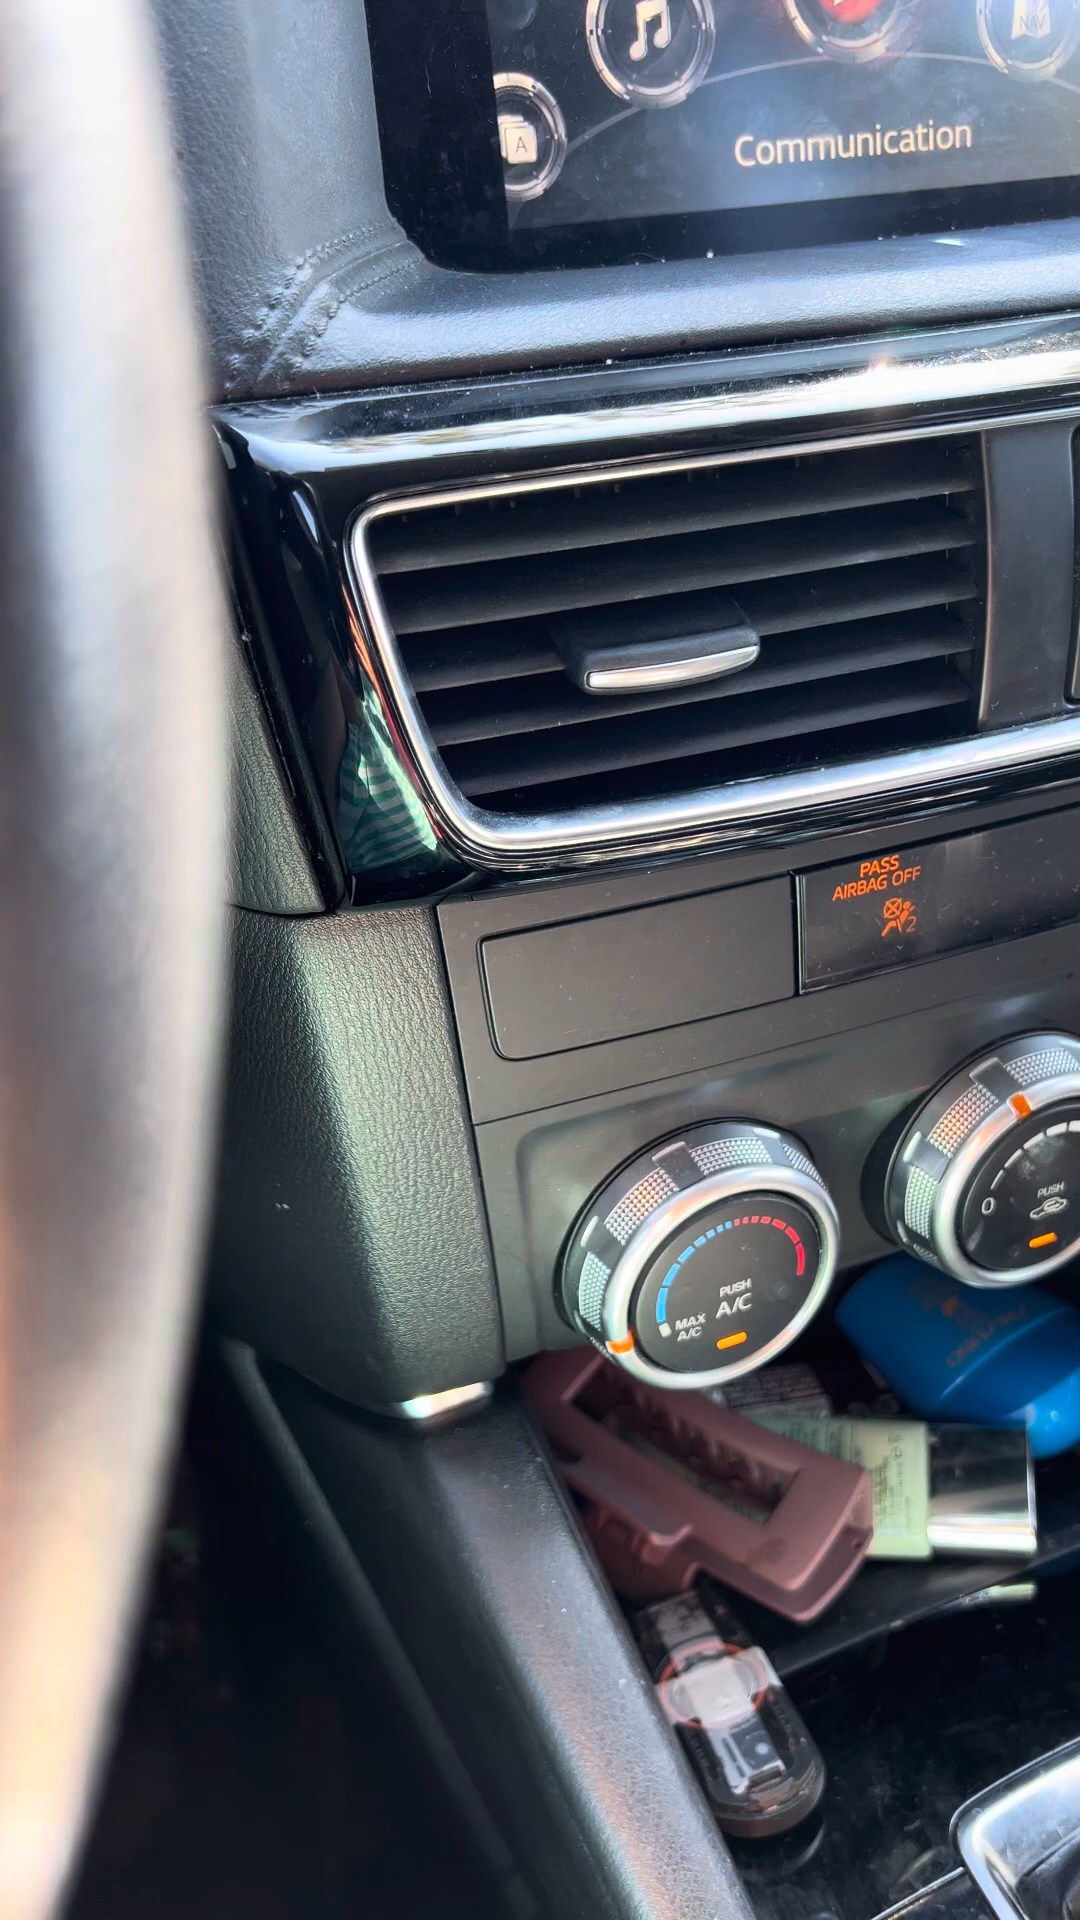 NAV
A
Communication
PASS
AIRBAG OFF
2
PUSH
A/C
MAX
A/C
0
PUSH